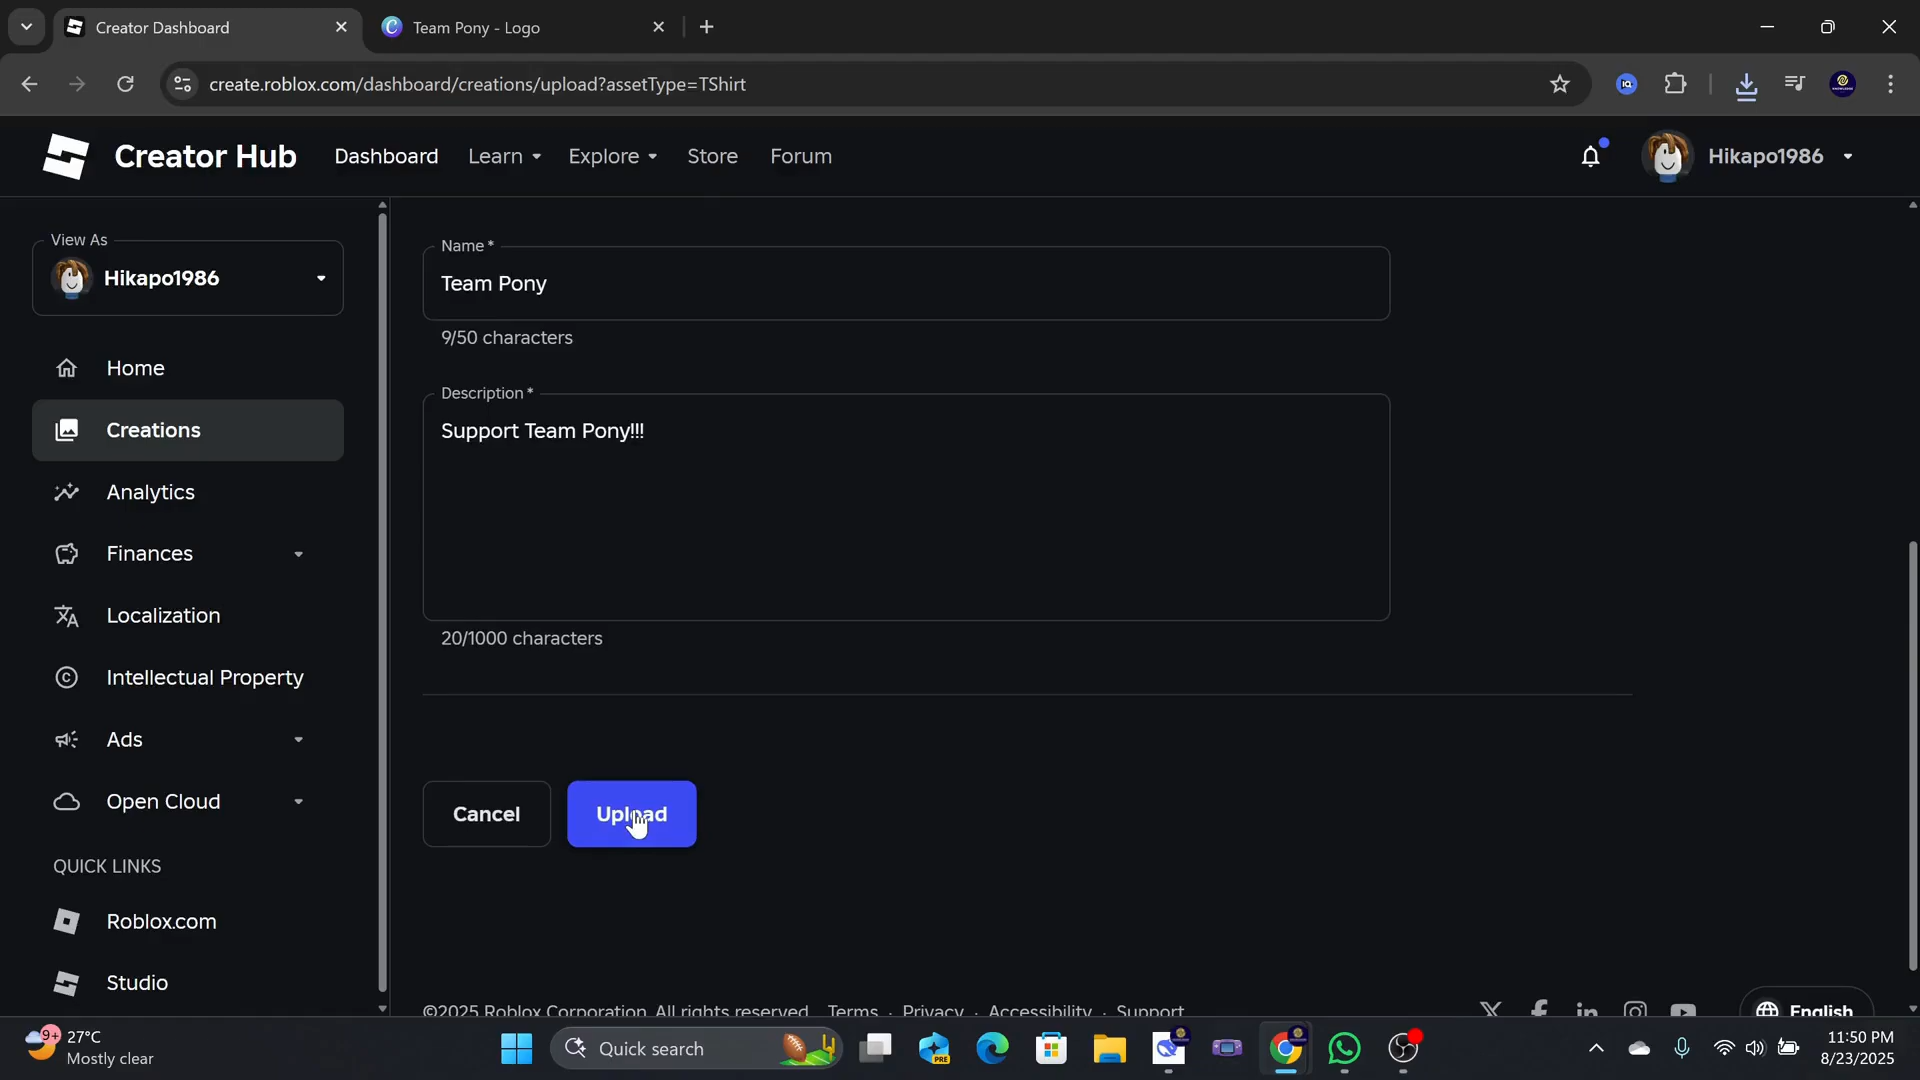 Creator Dashboard
Team Pony - Logo
create.roblox.com/dashboard/creations/upload?assetType=TShirt
Creator Hub
Dashboard
Learn
Explore
Store
Forum
Hikapo1986
View As
Hikapo1986
Home
Creations
Analytics
Finances
Localization
Intellectual Property
Ads
Open Cloud
QUICK LINKS
Roblox.com
Studio
Name *
Team Pony
9/50 characters
Description *
Support Team Pony!!!
20/1000 characters
Cancel
Upload
©2025 Roblox Corporation. All rights reserved.
Terms · Privacy · Accessibility · Support
English
9+
27°C
Mostly clear
Quick search
PRE
11:50 PM
8/23/2025